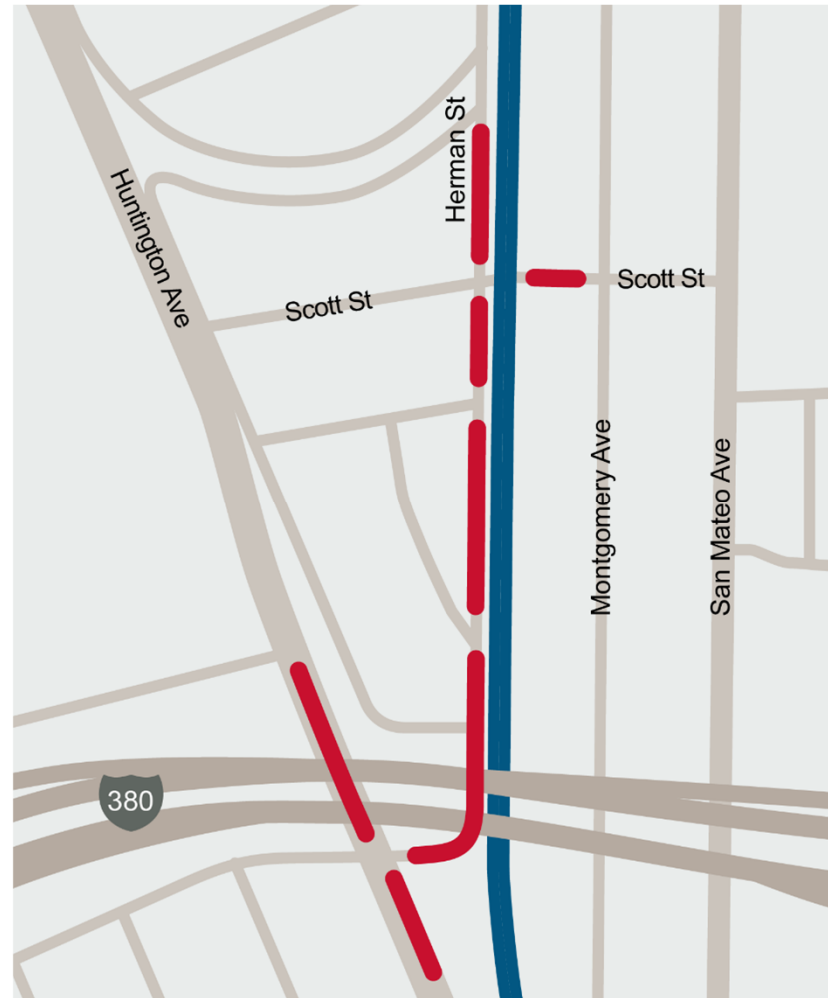 Herman St
Huntington Ave
Scott St
Scott St
Montgomery Ave
San Mateo Ave
380